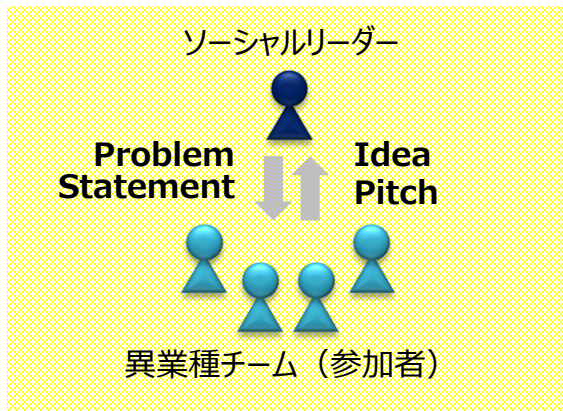 ソーシャルリーダー
Problem
Statement
Idea
Pitch
異業種チーム（参加者）